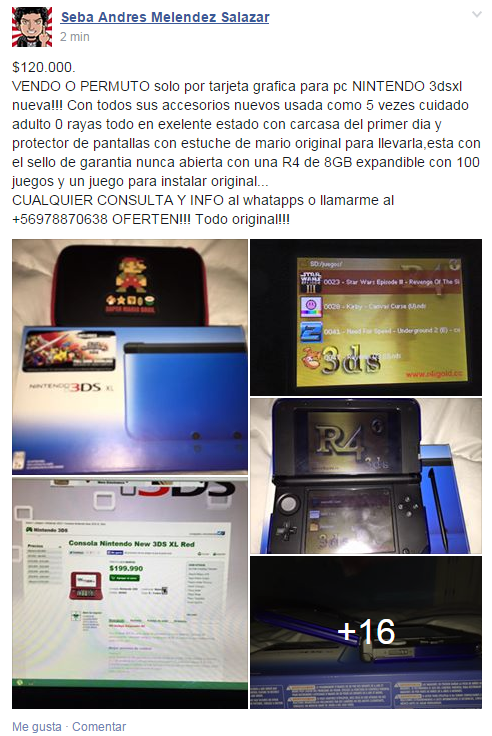 Seba Andres Melendez Salazar
2 min
$120.000.
VENDO O PERMUTO solo por tarjeta grafica para pc NINTENDO 3dsxl
nueva!!! Con todos sus accesorios nuevos usada como 5 veces cuidado
adulto 0 rayas todo en exelente estado con carcasa del primer dia y
protector de pantallas con estuche de mario original para llevarla,esta con
el sello de garantia nunca abierta con una R4 de 8GB expandible con 100
juegos y un juego para instalar original...
CUALQUIER CONSULTA Y INFO al whatapps o llamarme al
+56978870638 OFERTEN!!! Todo original!!!
SUPER MARIO BROS.
NINTENDO 3DS XL
SD:/juegos/
STAR WARS
III
0023 - Star Wars Episode III - Revenge Of The Si
0028 - Kirby - Canvas Curse (U)
0041 - Need For Speed - Underground 2 (E)
3ds
www.r4igold.cc
R4
3ds
3DS
Nintendo 3DS
Consola Nintendo New 3DS XL Red
$199.990
+16
Me gusta · Comentar